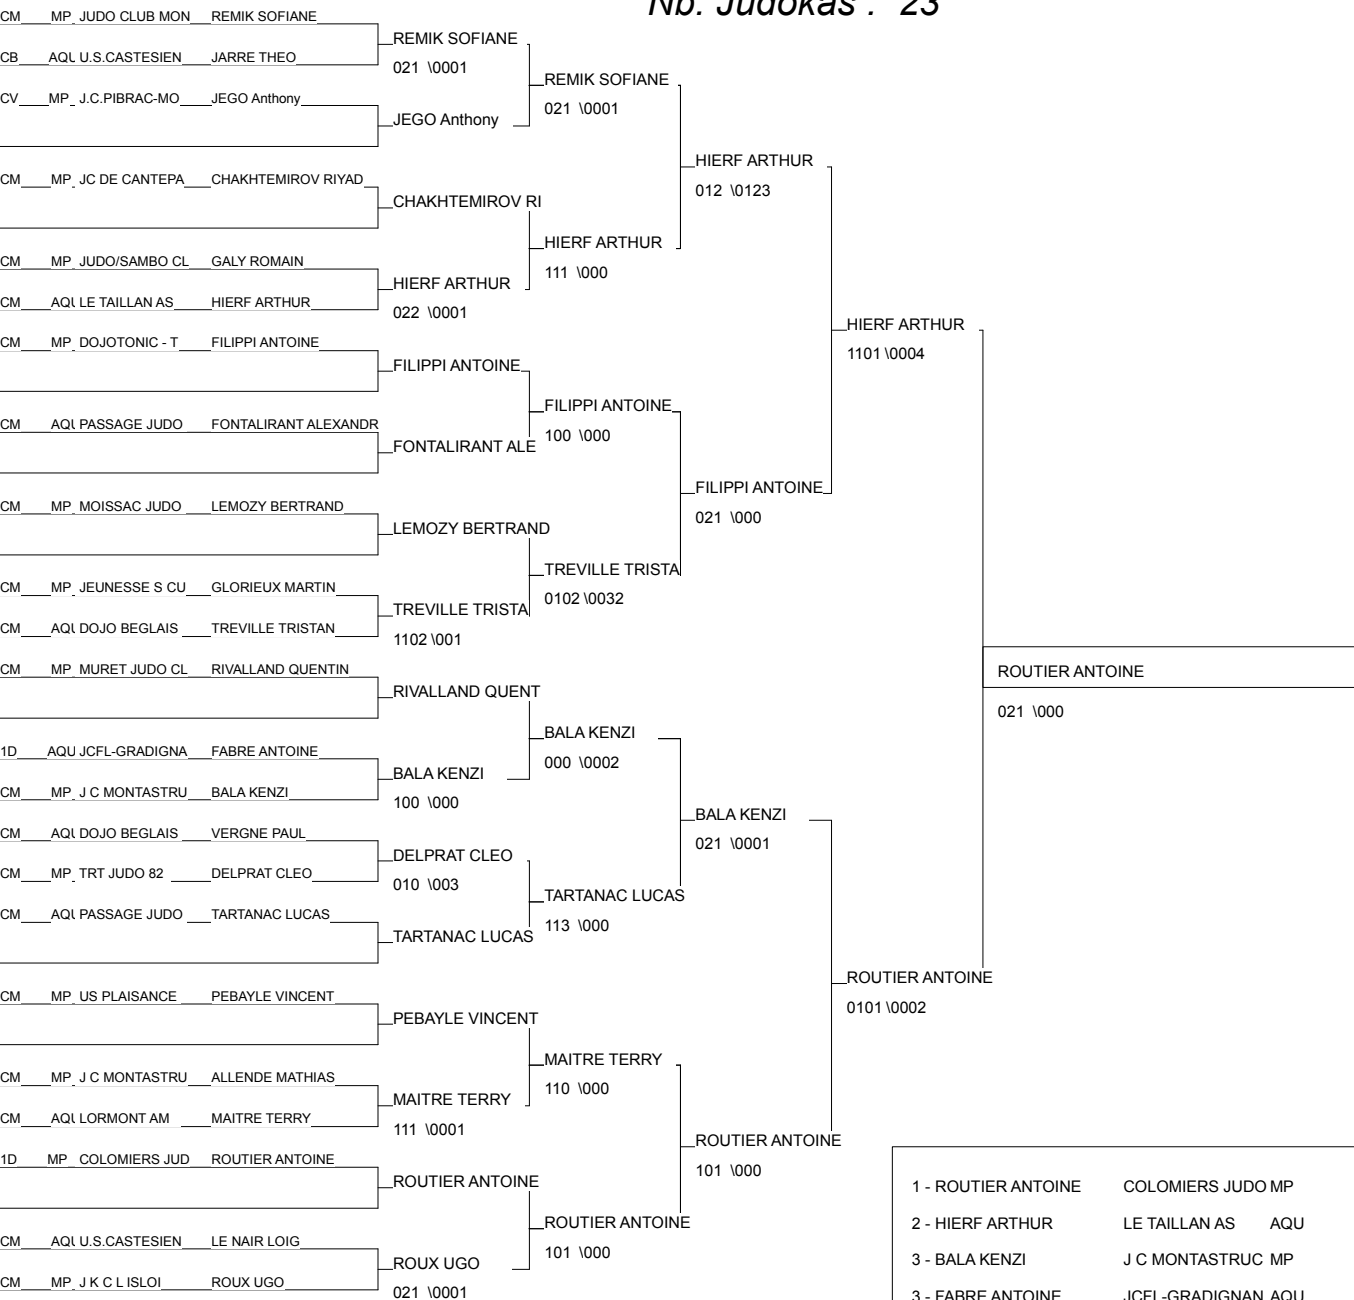 Nb. Judokas : 23
CM MP JUDO CLUB MON REMIK SOFIANE
REMIK SOFIANE
021 \0001
CB AQU U.S.CASTESIEN JARRE THEO
REMIK SOFIANE
021 \0001
CV MP J.C.PIBRAC-MO JEGO Anthony
JEGO Anthony
HIERF ARTHUR
012 \0123
CM MP JC DE CANTEPA CHAKHTEMIROV RIYAD
CHAKHTEMIROV RI
HIERF ARTHUR
111 \000
CM MP JUDO/SAMBO CL GALY ROMAIN
HIERF ARTHUR
022 \0001
CM AQU LE TAILLAN AS HIERF ARTHUR
HIERF ARTHUR
1101 \0004
CM MP DOJOTONIC - T FILIPPI ANTOINE
FILIPPI ANTOINE
FILIPPI ANTOINE
100 \000
CM AQU PASSAGE JUDO FONTALIRANT ALEXANDR
FONTALIRANT ALE
FILIPPI ANTOINE
021 \000
CM MP MOISSAC JUDO LEMOZY BERTRAND
LEMOZY BERTRAND
TREVILLE TRISTA
0102 \0032
CM MP JEUNESSE S CU GLORIEUX MARTIN
TREVILLE TRISTA
1102 \001
CM AQU DOJO BEGLAIS TREVILLE TRISTAN
ROUTIER ANTOINE
021 \000
CM MP MURET JUDO CL RIVALLAND QUENTIN
RIVALLAND QUENT
BALA KENZI
000 \0002
1D AQU JCFL-GRADIGNA FABRE ANTOINE
BALA KENZI
100 \000
CM MP J C MONTASTRU BALA KENZI
BALA KENZI
021 \0001
CM AQU DOJO BEGLAIS VERGNE PAUL
DELPRAT CLEO
010 \003
CM MP TRT JUDO 82 DELPRAT CLEO
TARTANAC LUCAS
113 \000
CM AQU PASSAGE JUDO TARTANAC LUCAS
TARTANAC LUCAS
ROUTIER ANTOINE
0101 \0002
CM MP US PLAISANCE PEBAYLE VINCENT
PEBAYLE VINCENT
MAITRE TERRY
110 \000
CM MP J C MONTASTRU ALLENDE MATHIAS
MAITRE TERRY
111 \0001
CM AQU LORMONT AM MAITRE TERRY
ROUTIER ANTOINE
101 \000
1D MP COLOMIERS JUD ROUTIER ANTOINE
ROUTIER ANTOINE
ROUTIER ANTOINE
101 \000
CM AQU U.S.CASTESIEN LE NAIR LOIG
ROUX UGO
021 \0001
CM MP J K C L ISLOI ROUX UGO
1 - ROUTIER ANTOINE COLOMIERS JUDO MP
2 - HIERF ARTHUR LE TAILLAN AS AQU
3 - BALA KENZI J C MONTASTRUC MP
3 - FABRE ANTOINE JCFL-GRADIGNAN AQU